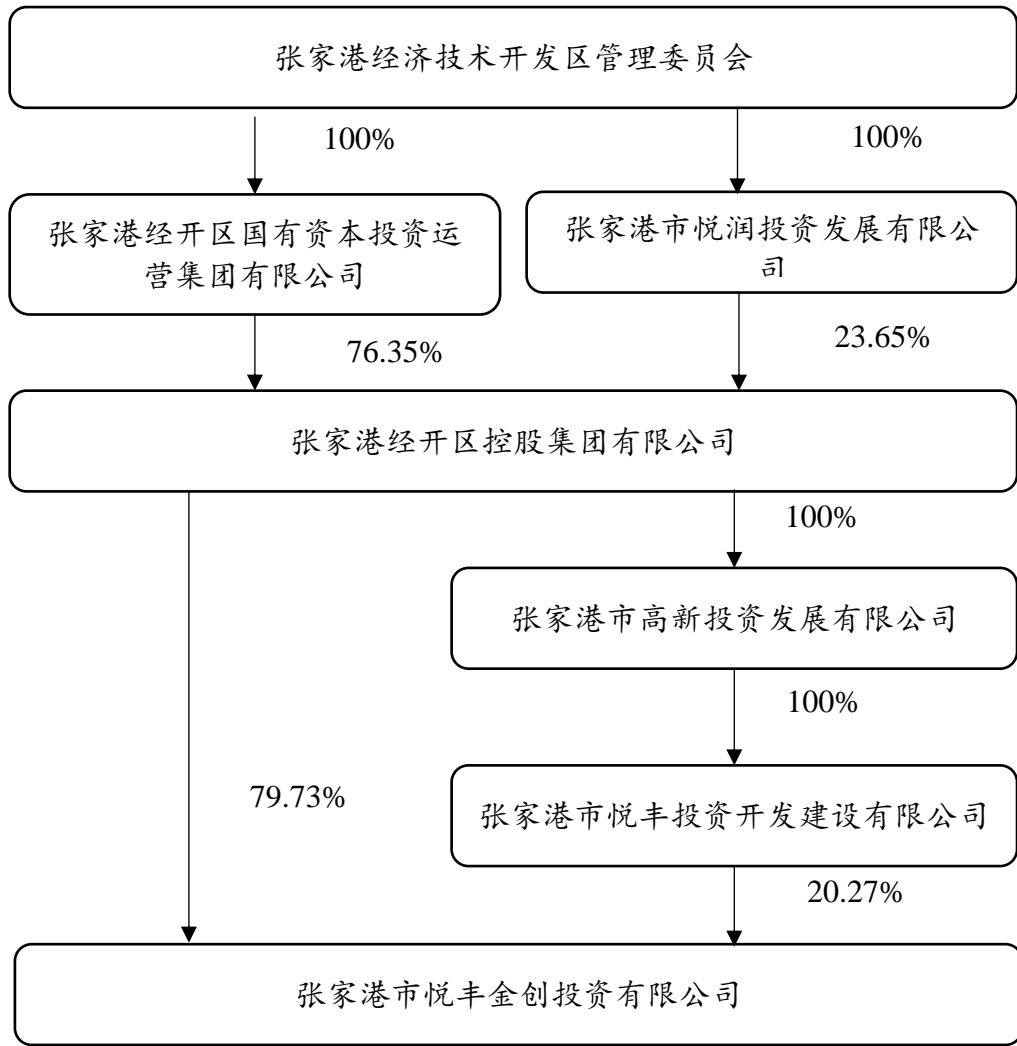 张家港经济技术开发区管理委员会
100%
100%
张家港经开区国有资本投资运
营集团有限公司
张家港市悦润投资发展有限公
司
76.35%
23.65%
张家港经开区控股集团有限公司
100%
张家港市高新投资发展有限公司
100%
79.73%
张家港市悦丰投资开发建设有限公司
20.27%
张家港市悦丰金创投资有限公司